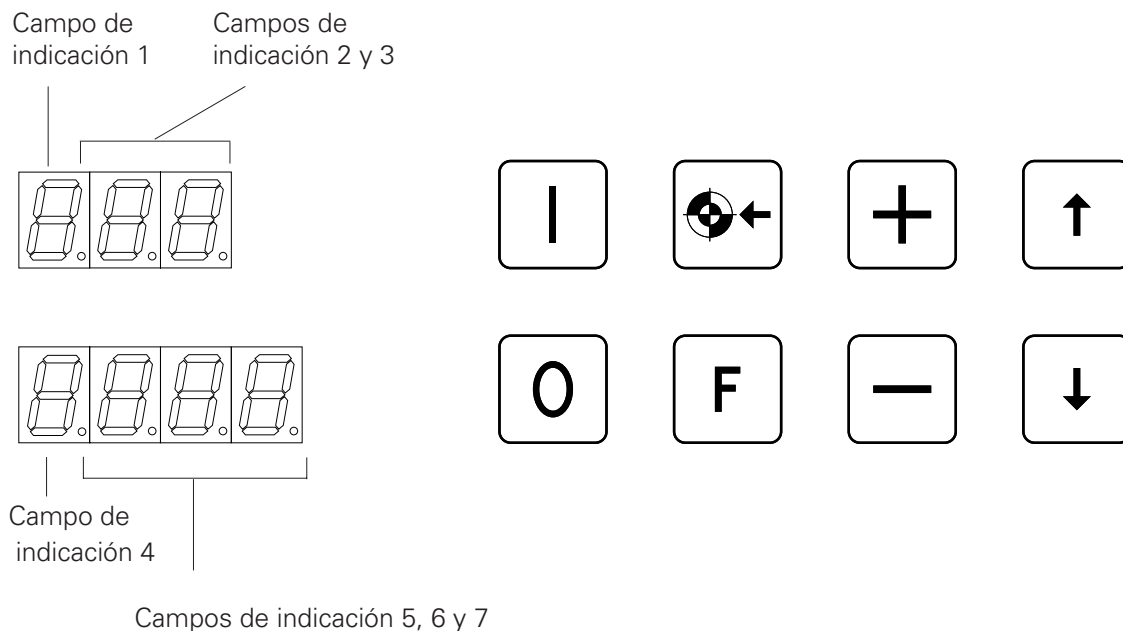 Campo de
indicación 1
Campos de
indicación 2 y 3
I
+
↑
O
F
—
↓
Campo de
indicación 4
Campos de indicación 5, 6 y 7